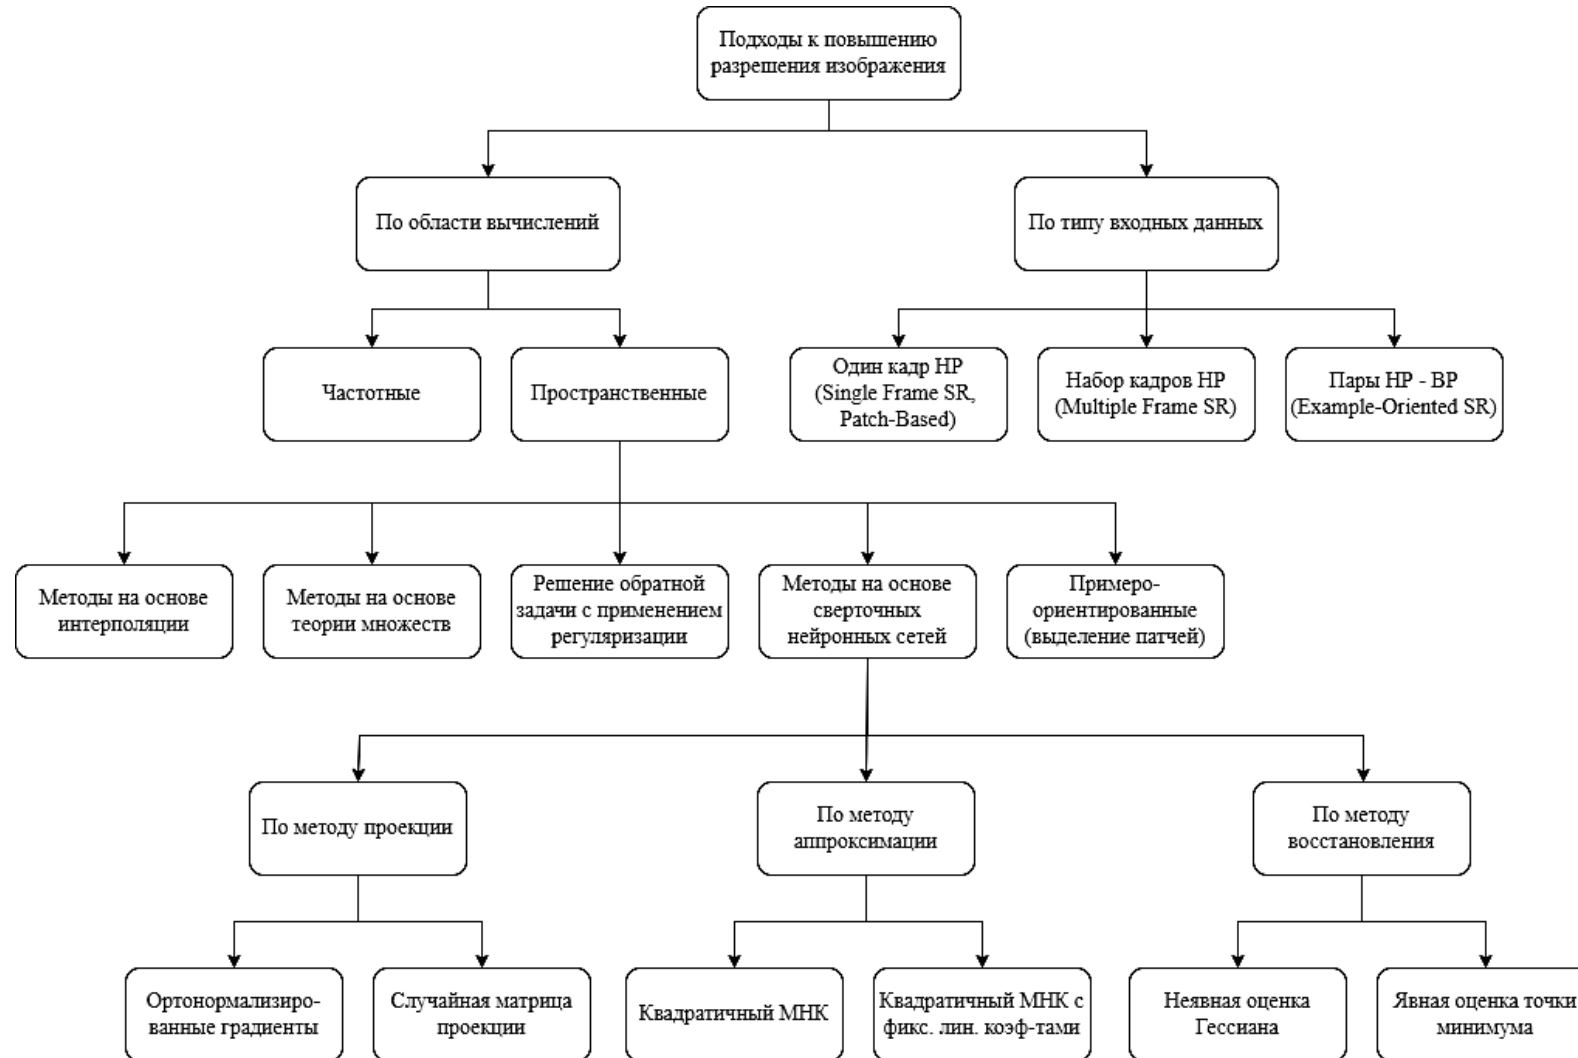 Подходы к повышению
разрешения изображения
По области вычислений
По типу входных данных
Частотные
Пространственные
Один кадр НР
(Single Frame SR,
Patch-Based)
Набор кадров НР
(Multiple Frame SR)
Пары НР - ВР
(Example-Oriented SR)
Методы на основе
интерполяции
Методы на основе
теории множеств
Решение обратной
задачи с применением
регуляризации
Методы на основе
сверточных
нейронных сетей
Примеро-
ориентированные
(выделение патчей)
По методу проекции
По методу
аппроксимации
По методу
восстановления
Ортонормализиро-
ванные градиенты
Случайная матрица
проекции
Квадратичный МНК
Квадратичный МНК с
фикс. лин. коэф-тами
Неявная оценка
Гессиана
Явная оценка точки
минимума